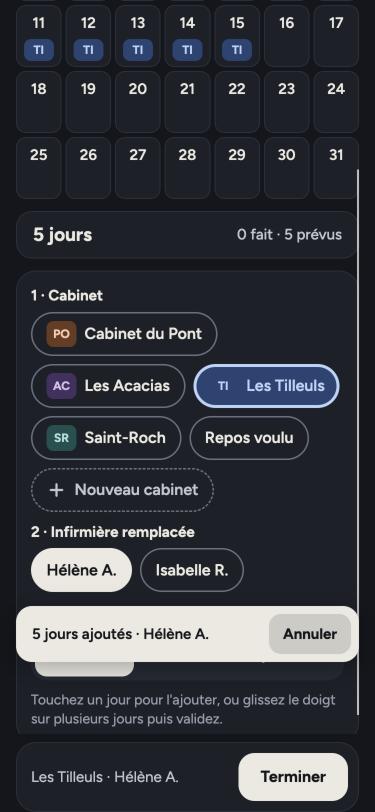 11 12 13 14 15 16 17
TI TI TI TI TI
18 19 20 21 22 23 24
25 26 27 28 29 30 31
5 jours 0 fait · 5 prévus
1 · Cabinet
PO Cabinet du Pont
AC Les Acacias TI Les Tilleuls
SR Saint-Roch Repos voulu
+ Nouveau cabinet
2 · Infirmière remplacée
Hélène A. Isabelle R.
5 jours ajoutés · Hélène A. Annuler
Touchez un jour pour l'ajouter, ou glissez le doigt
sur plusieurs jours puis validez.
Les Tilleuls · Hélène A. Terminer